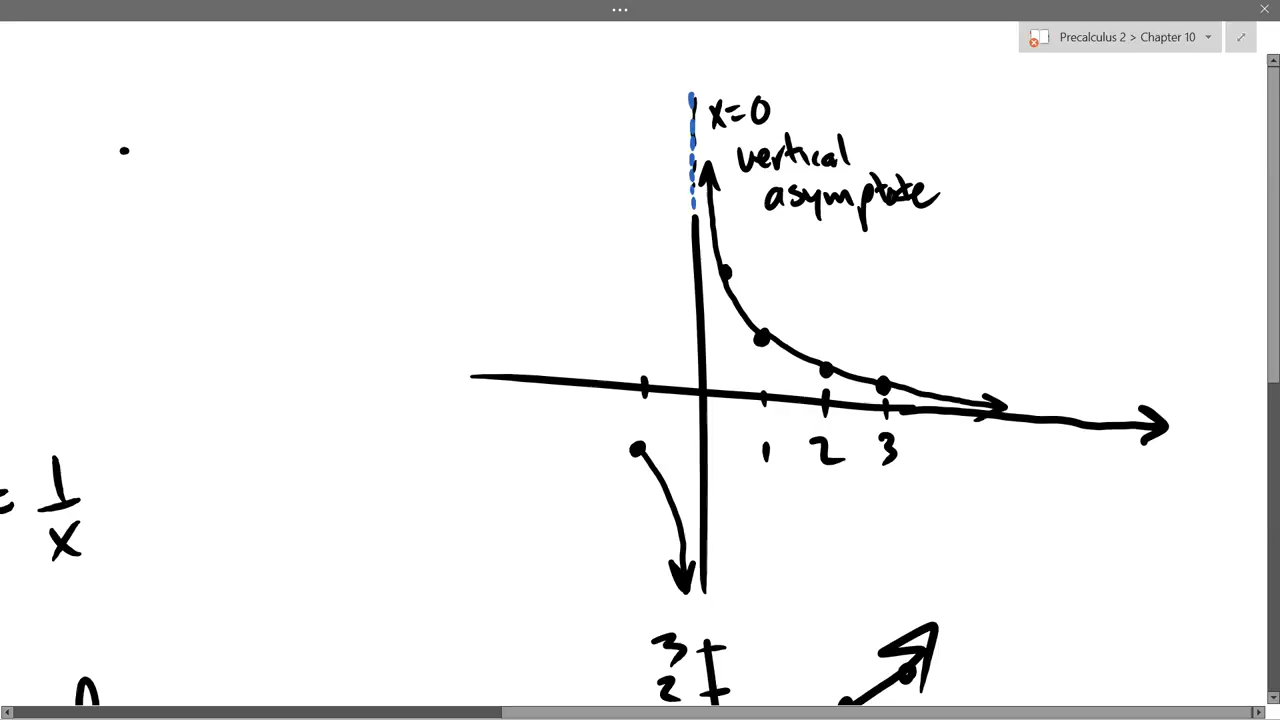 Precalculus 2 > Chapter 10
x=0
vertical
asymptote
1 2 3
= 1/x
3
2